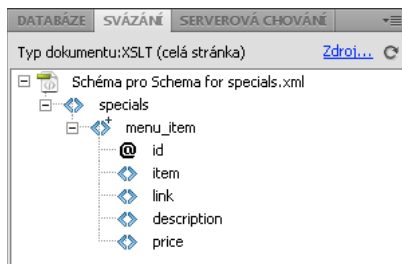 DATABÁZE SVÁZÁNÍ SERVEROVÁ CHOVÁNÍ
Typ dokumentu:XSLT (celá stránka) Zdroj...
Schéma pro Schema for specials.xml
specials
menu_item
id
item
link
description
price